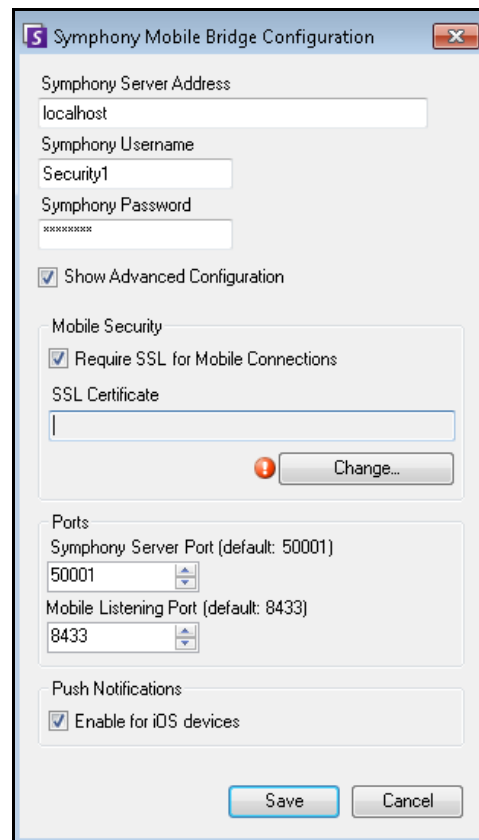 Symphony Mobile Bridge Configuration
Symphony Server Address
localhost
Symphony Username
Security1
Symphony Password
********
Show Advanced Configuration
Mobile Security
Require SSL for Mobile Connections
SSL Certificate
Change...
Ports
Symphony Server Port (default: 50001)
50001
Mobile Listening Port (default: 8433)
8433
Push Notifications
Enable for iOS devices
Save Cancel